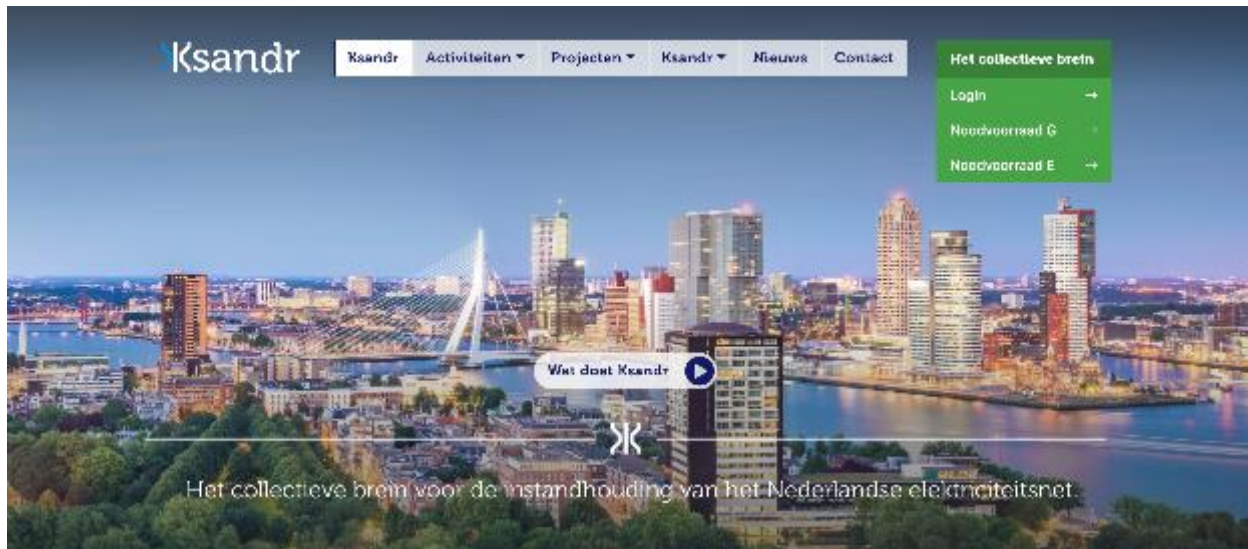 Ksandr
Ksandr Activiteiten Projecten Ksandr Nieuws Contact
Het collectieve brein
Login →
Noodvoorraad G →
Noodvoorraad E →
Wat doet Ksandr
Het collectieve brein voor de instandhouding van het Nederlandse elektriciteitsnet.